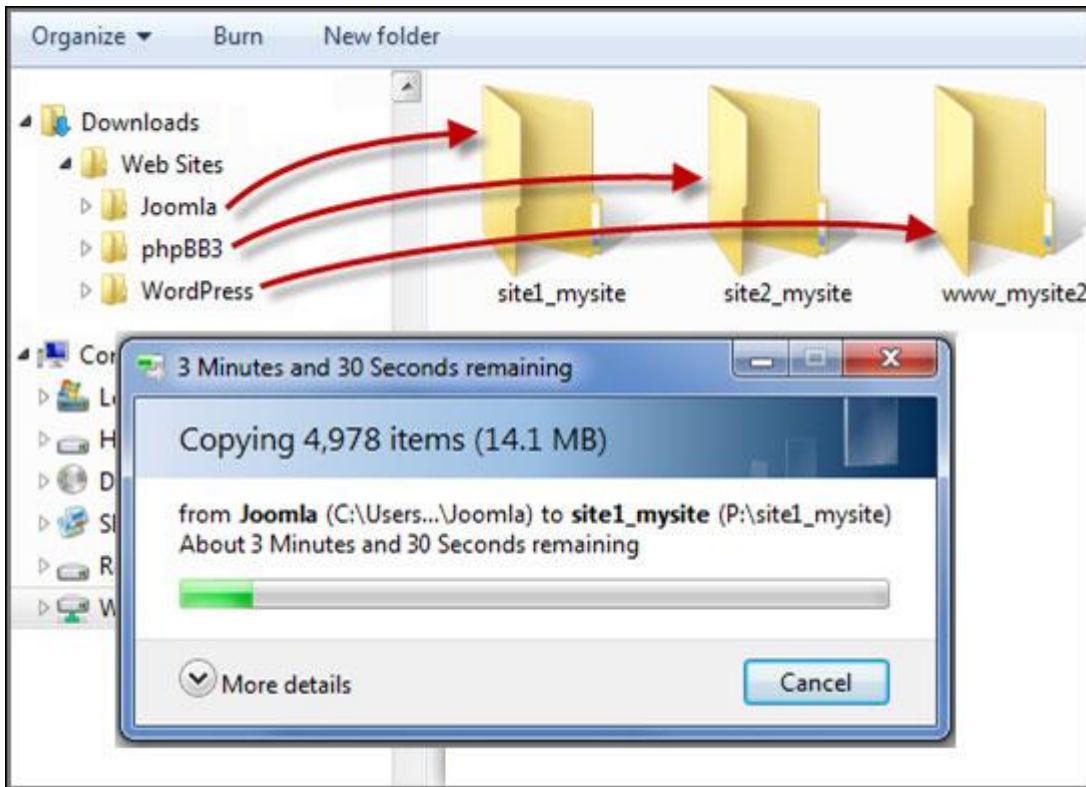 Organize Burn New folder
Downloads
Web Sites
Joomla
phpBB3
WordPress
site1_mysite site2_mysite www_mysite2
3 Minutes and 30 Seconds remaining
Copying 4,978 items (14.1 MB)
from Joomla (C:\Users...\Joomla) to site1_mysite (P:\site1_mysite)
About 3 Minutes and 30 Seconds remaining
More details
Cancel